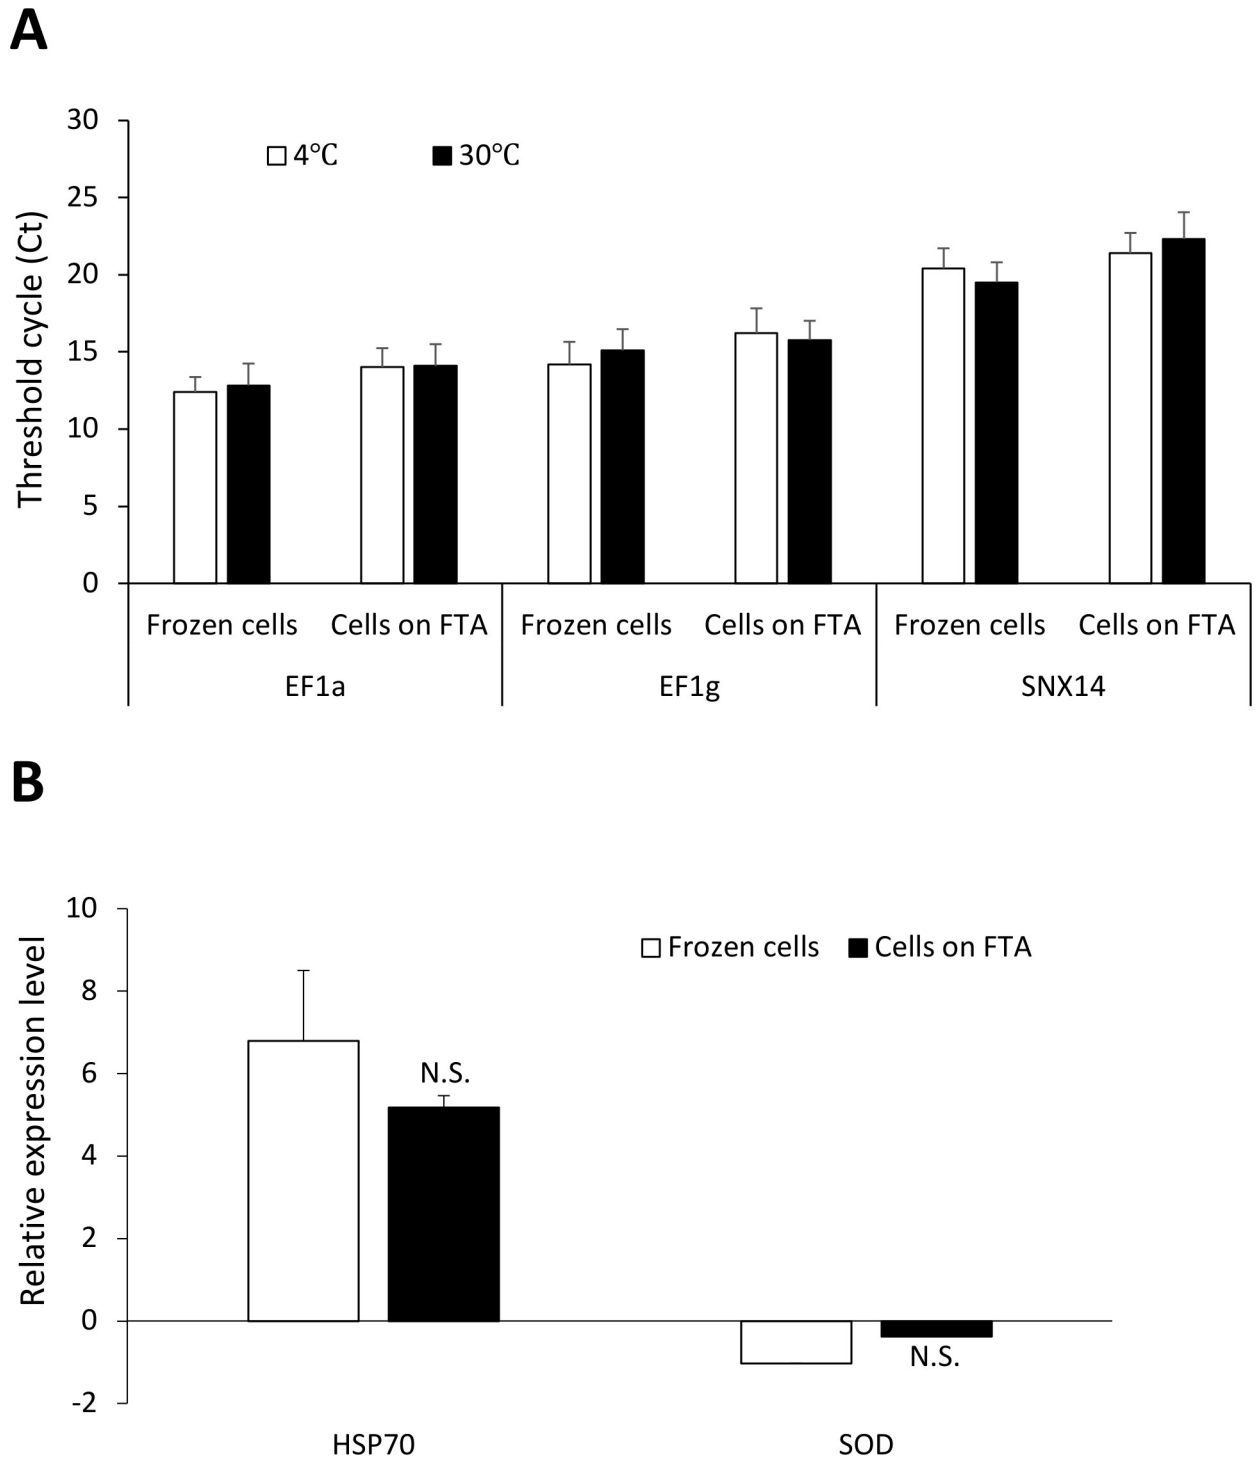 A
30
4℃ 30℃
25
20
15
10
5
0
Threshold cycle (Ct)
Frozen cells Cells on FTA Frozen cells Cells on FTA Frozen cells Cells on FTA
EF1a EF1g SNX14
B
10
Frozen cells Cells on FTA
8
6
N.S.
4
2
0
N.S.
-2
Relative expression level
HSP70 SOD